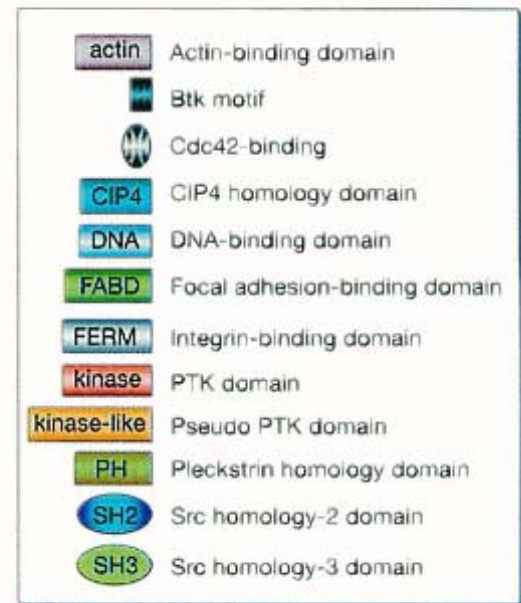 actin Actin-binding domain
Btk motif
Cdc42-binding
CIP4 CIP4 homology domain
DNA DNA-binding domain
FABD Focal adhesion-binding domain
FERM Integrin-binding domain
kinase PTK domain
kinase-like Pseudo PTK domain
PH Pleckstrin homology domain
SH2 Src homology-2 domain
SH3 Src homology-3 domain